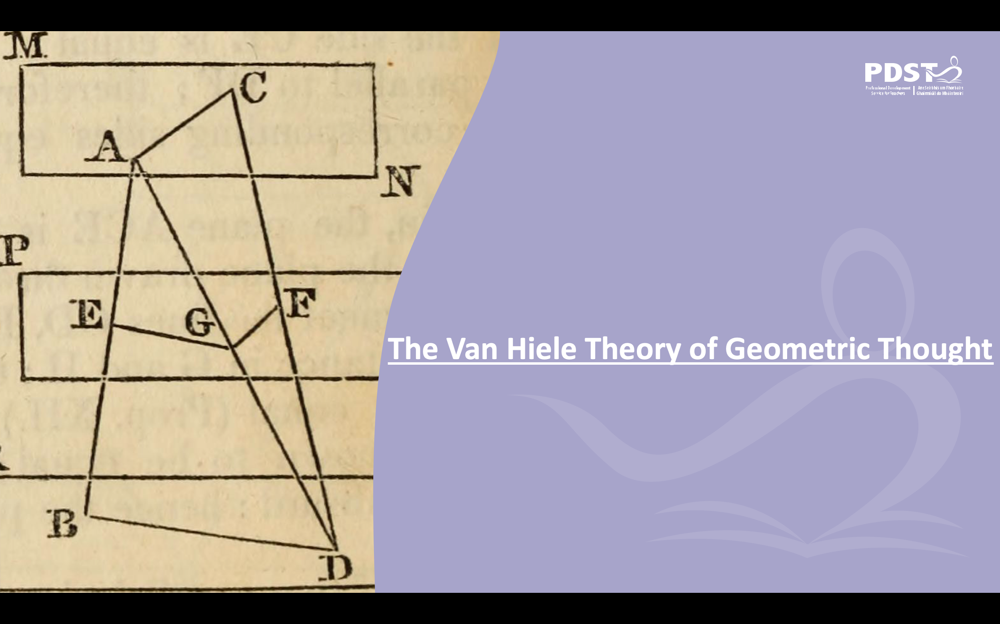 M
C
A
N
P
E
G
F
B
D
PDST
Professional Development
Service for Teachers
An tSeirbhís um Fhorbairt
Ghairmiúil do Mhúinteoirí
The Van Hiele Theory of Geometric Thought